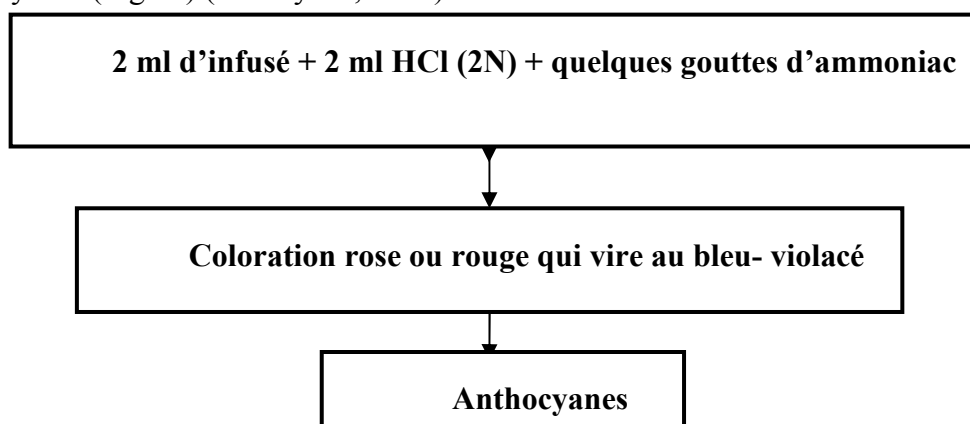 2 ml d'infusé + 2 ml HCl (2N) + quelques gouttes d'ammoniac
Coloration rose ou rouge qui vire au bleu- violacé
Anthocyanes